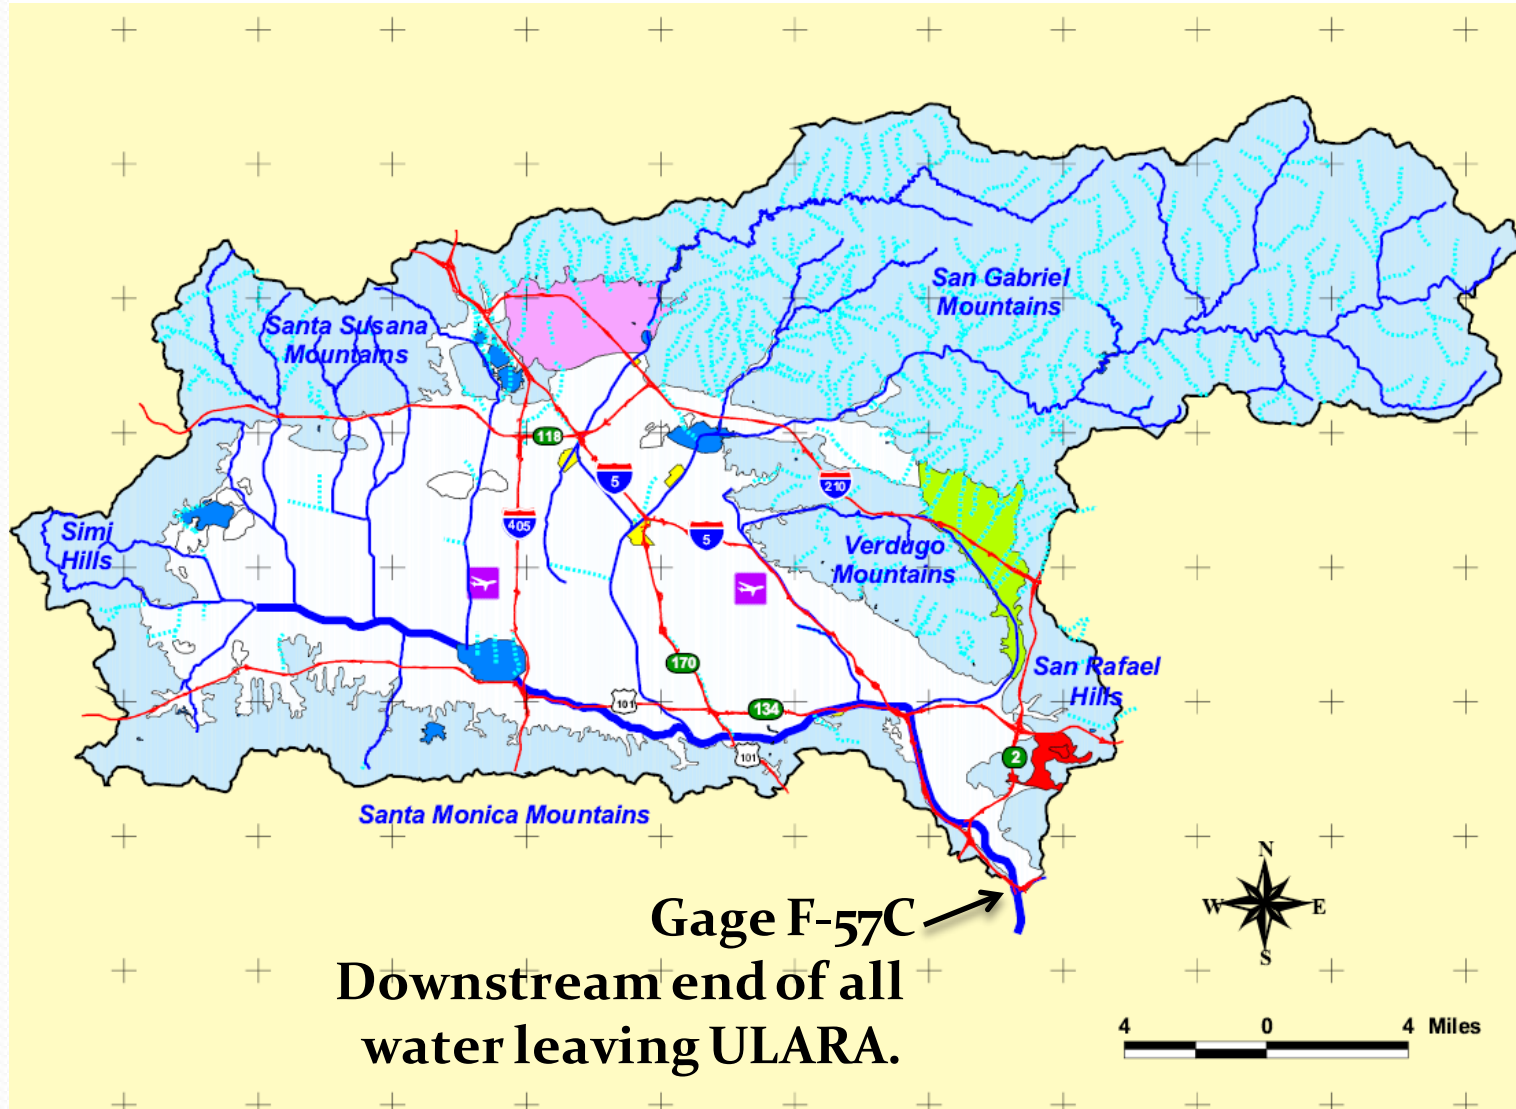 San Gabriel
Mountains
Santa Susana
Mountains
118
5
210
405
5
Simi
Hills
Verdugo
Mountains
170
San Rafael
Hills
101
134
101
2
Santa Monica Mountains
N
W E
S
Gage F-57C
Downstream end of all
water leaving ULARA.
4 0 4 Miles